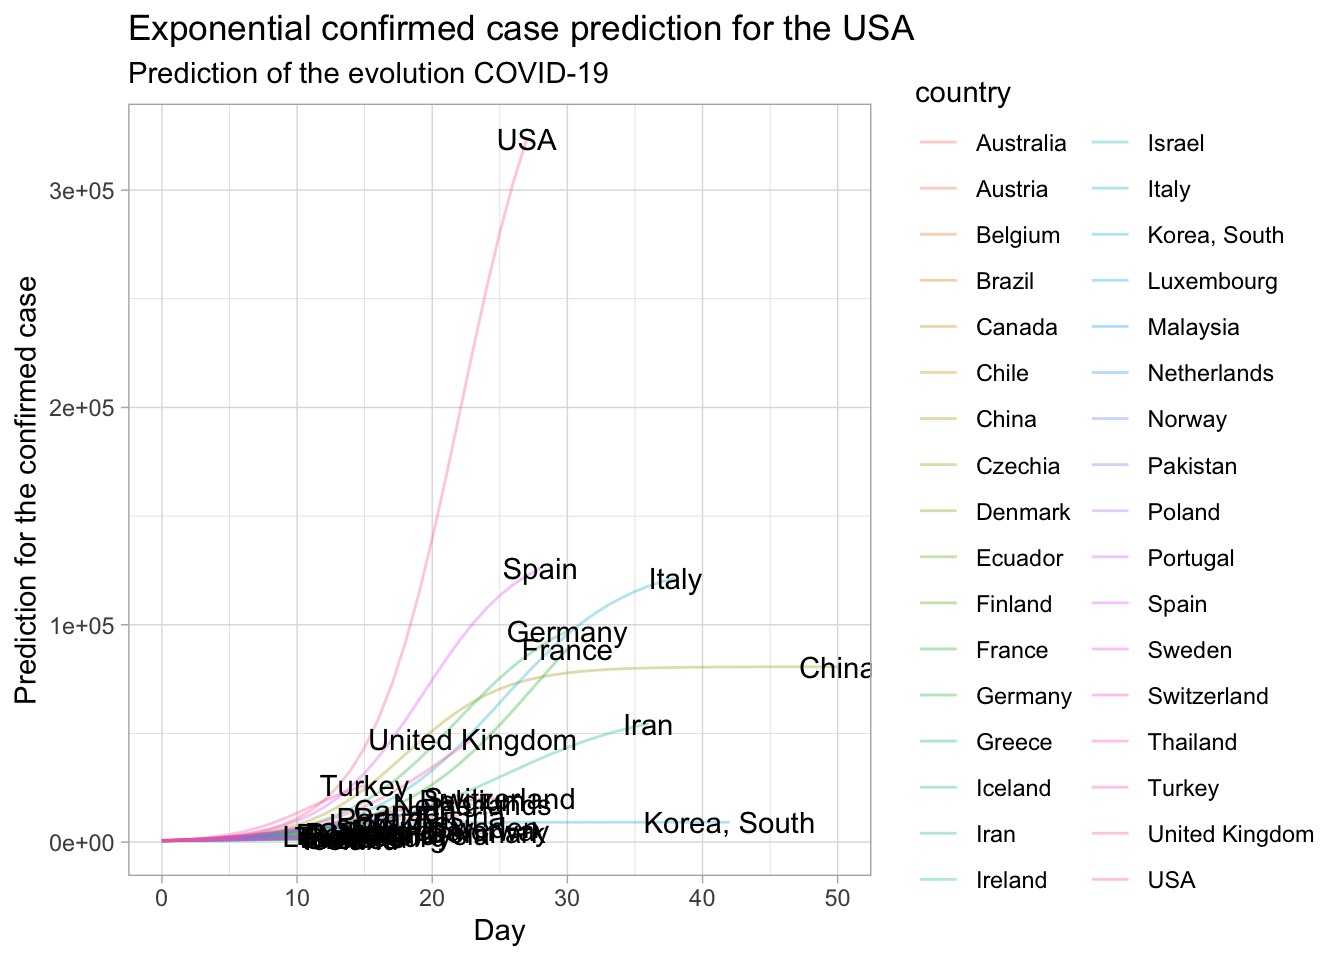 Exponential confirmed case prediction for the USA
Prediction of the evolution COVID-19
Prediction for the confirmed case
3e+05
2e+05
1e+05
0e+00
USA
Spain
Italy
Germany
France
China
Iran
United Kingdom
Turkey
Switzerland
Korea, South
0
10
20
30
40
50
Day
country
Australia
Austria
Belgium
Brazil
Canada
Chile
China
Czechia
Denmark
Ecuador
Finland
France
Germany
Greece
Iceland
Iran
Ireland
Israel
Italy
Korea, South
Luxembourg
Malaysia
Netherlands
Norway
Pakistan
Poland
Portugal
Spain
Sweden
Switzerland
Thailand
Turkey
United Kingdom
USA